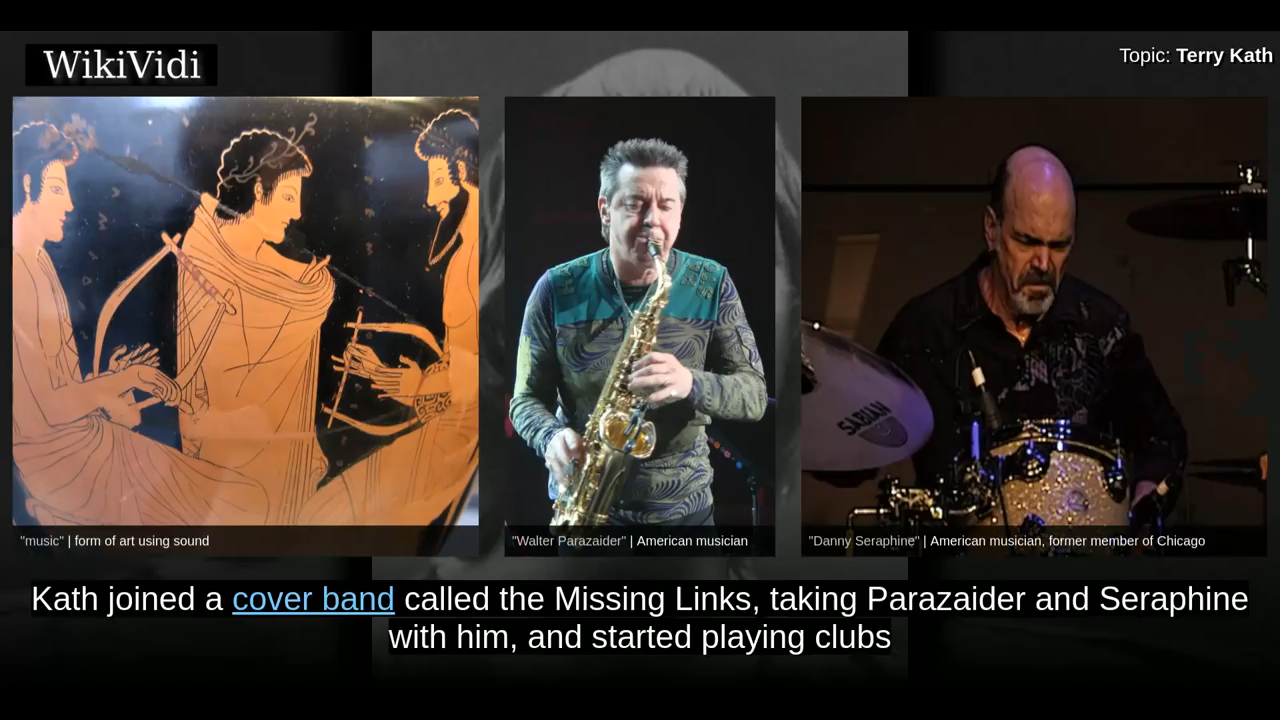 WikiVidi
Topic: Terry Kath
SABIAN
"music" | form of art using sound
"Walter Parazaider" | American musician
"Danny Seraphine" | American musician, former member of Chicago
Kath joined a cover band called the Missing Links, taking Parazaider and Seraphine
with him, and started playing clubs